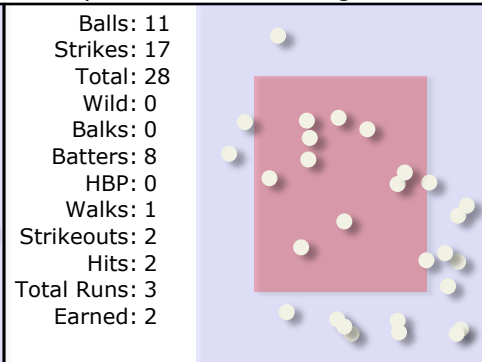 Balls: 11
Strikes: 17
Total: 28
Wild: 0
Balks: 0
Batters: 8
HBP: 0
Walks: 1
Strikeouts: 2
Hits: 2
Total Runs: 3
Earned: 2